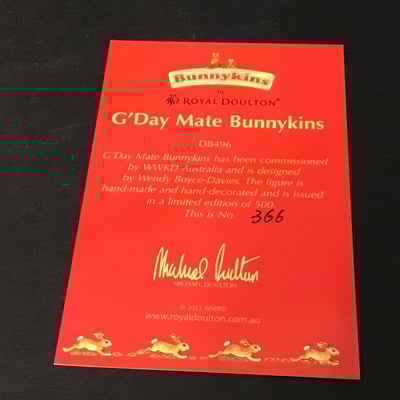 Bunnykins
by
ROYAL DOULTON®
G'Day Mate Bunnykins
DB496
G'Day Mate Bunnykins has been commissioned
by WWRD Australia and is designed
by Wendy Boyce-Davies. The figure is
hand-made and hand-decorated and is issued
in a limited edition of 500.
This is No. 366
Michael Doulton
MICHAEL DOULTON
© 2011 WWRD
www.royaldoulton.com.au